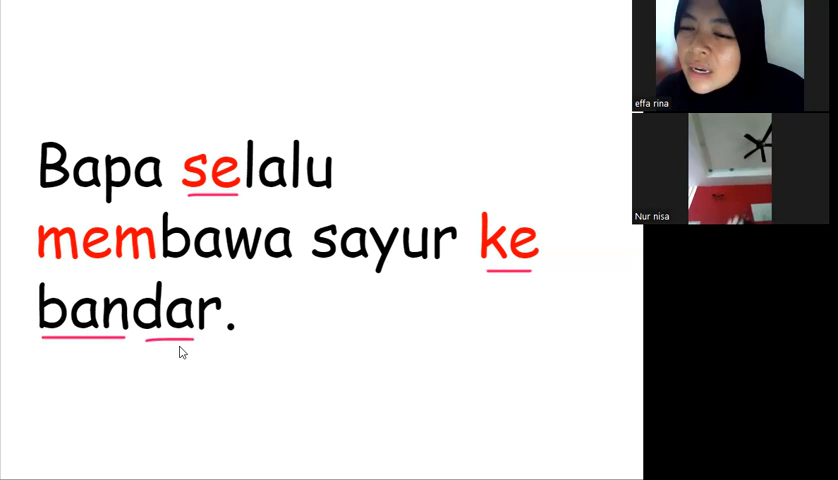 Bapa selalu
membawa sayur ke
bandar.
effa rina
Nur nisa